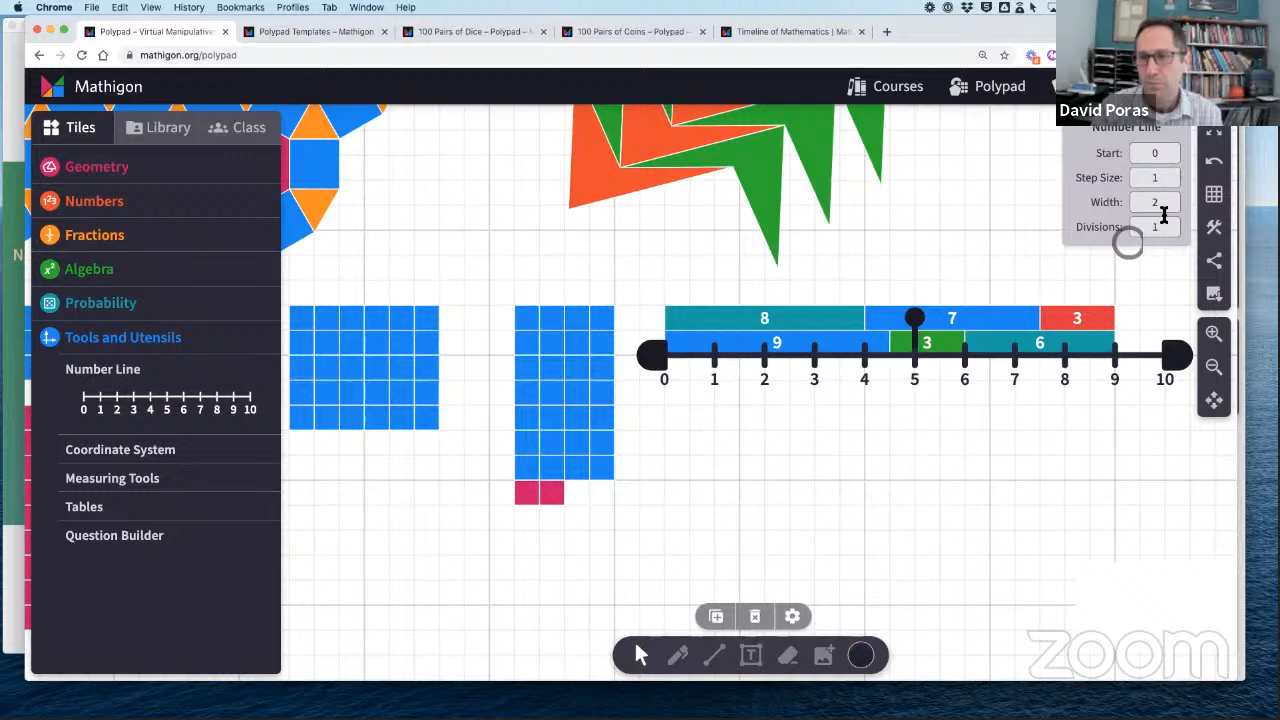 Chrome File Edit View History Bookmarks Profiles Tab Window Help
Polypad – Virtual Manipulative
Polypad Templates – Mathigon
100 Pairs of Dice – Polypad –
100 Pairs of Coins – Polypad –
Timeline of Mathematics | Mat
mathigon.org/polypad
Mathigon
Courses
Polypad
David Poras
Tiles
Library
Class
Number Line
Start: 0
Step Size: 1
Width: 2
Divisions: 1
Geometry
Numbers
Fractions
Algebra
Probability
Tools and Utensils
Number Line
0 1 2 3 4 5 6 7 8 9 10
Coordinate System
Measuring Tools
Tables
Question Builder
8 7 3
9 3 6
0 1 2 3 4 5 6 7 8 9 10
zoom